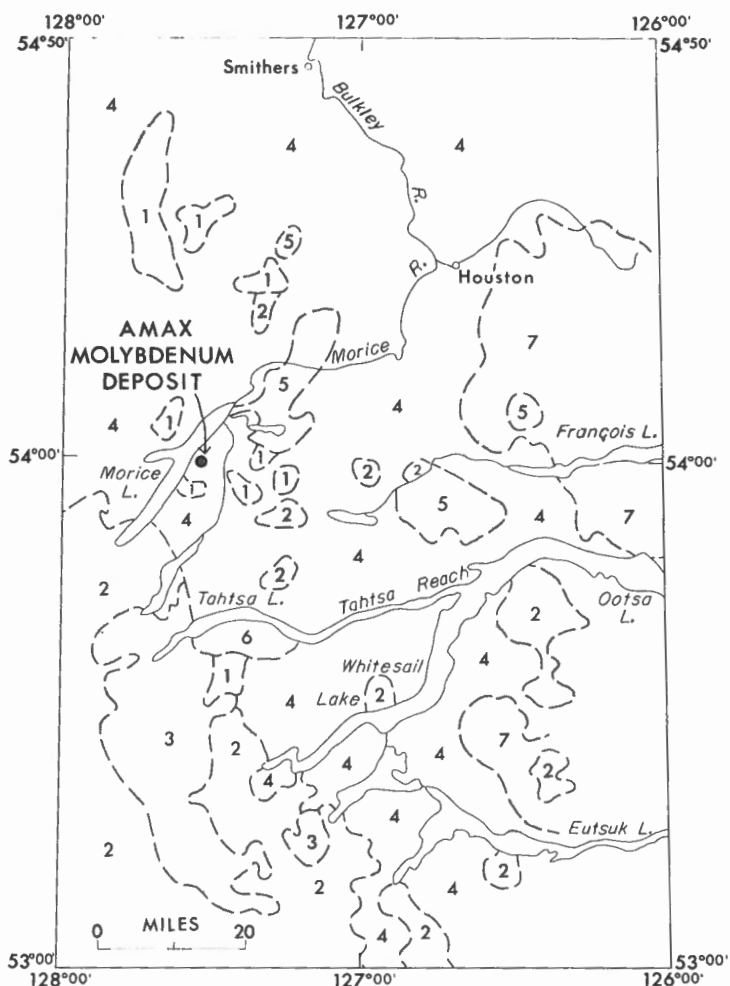 128°00' 127°00' 126°00'
54°50' 54°50'
Smithers
Bulkley
4
4 4
R.
1 1
5
R.
Houston
1
2
7
AMAX
MOLYBDENUM
DEPOSIT
Morice
5
4
5
1
4
François L.
54°00' 54°00'
1
Morice
L.
2 2
1
1 1
5
4
2
4
7
4
2
2
Tahtsa L.
Tahtsa
Reach
Ootsa
L.
2
6
Whitesail
4
1
Lake
2
4
3
2
7
4
4
2
4
4
3
Eutsuk L.
2
2
2
4
MILES
0 20
4
2
53°00' 53°00'
128°00' 127°00' 126°00'